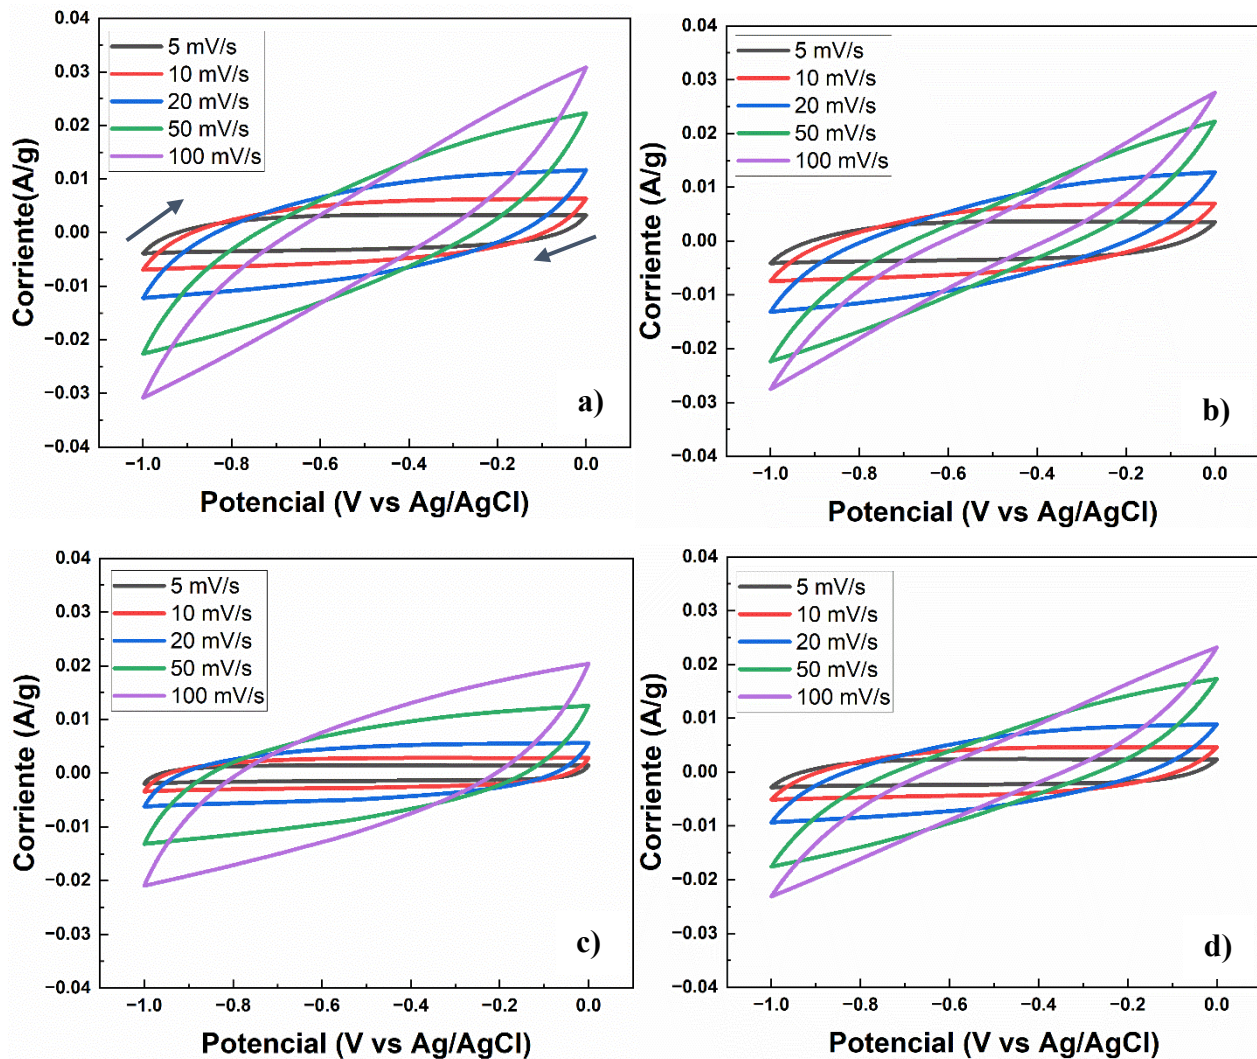 0.04
0.03
0.02
0.01
0.00
−0.01
−0.02
−0.03
−0.04
Corriente(A/g)
5 mV/s
10 mV/s
20 mV/s
50 mV/s
100 mV/s
a)
−1.0 −0.8 −0.6 −0.4 −0.2 0.0
Potencial (V vs Ag/AgCl)
0.04
0.03
0.02
0.01
0.00
−0.01
−0.02
−0.03
−0.04
Corriente (A/g)
5 mV/s
10 mV/s
20 mV/s
50 mV/s
100 mV/s
b)
−1.0 −0.8 −0.6 −0.4 −0.2 0.0
Potencial (V vs Ag/AgCl)
0.04
0.03
0.02
0.01
0.00
−0.01
−0.02
−0.03
−0.04
Corriente (A/g)
5 mV/s
10 mV/s
20 mV/s
50 mV/s
100 mV/s
c)
−1.0 −0.8 −0.6 −0.4 −0.2 0.0
Potencial (V vs Ag/AgCl)
0.04
0.03
0.02
0.01
0.00
−0.01
−0.02
−0.03
−0.04
Corriente (A/g)
5 mV/s
10 mV/s
20 mV/s
50 mV/s
100 mV/s
d)
−1.0 −0.8 −0.6 −0.4 −0.2 0.0
Potencial (V vs Ag/AgCl)